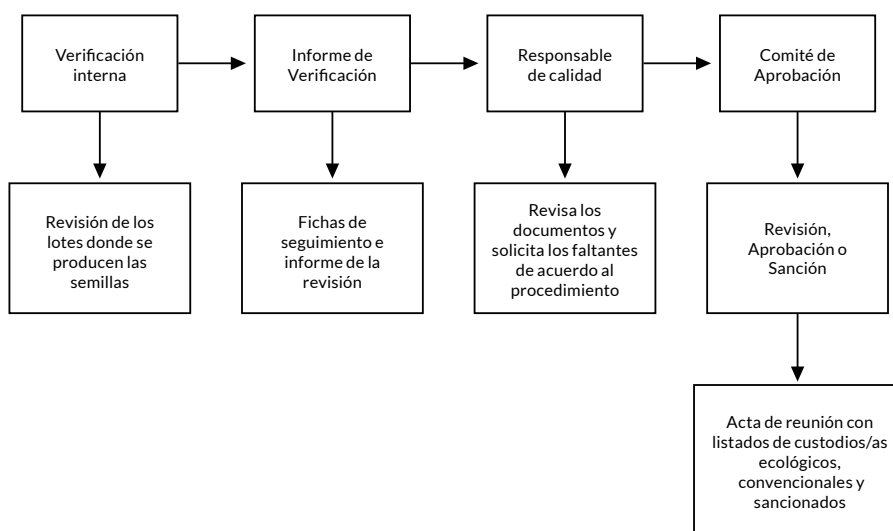 Verificación
interna
Informe de
Verificación
Responsable
de calidad
Comité de
Aprobación
Revisión de los
lotes donde se
producen las
semillas
Fichas de
seguimiento e
informe de la
revisión
Revisa los
documentos y
solicita los faltantes
de acuerdo al
procedimiento
Revisión,
Aprobación o
Sanción
Acta de reunión con
listados de custodios/as
ecológicos,
convencionales y
sancionados